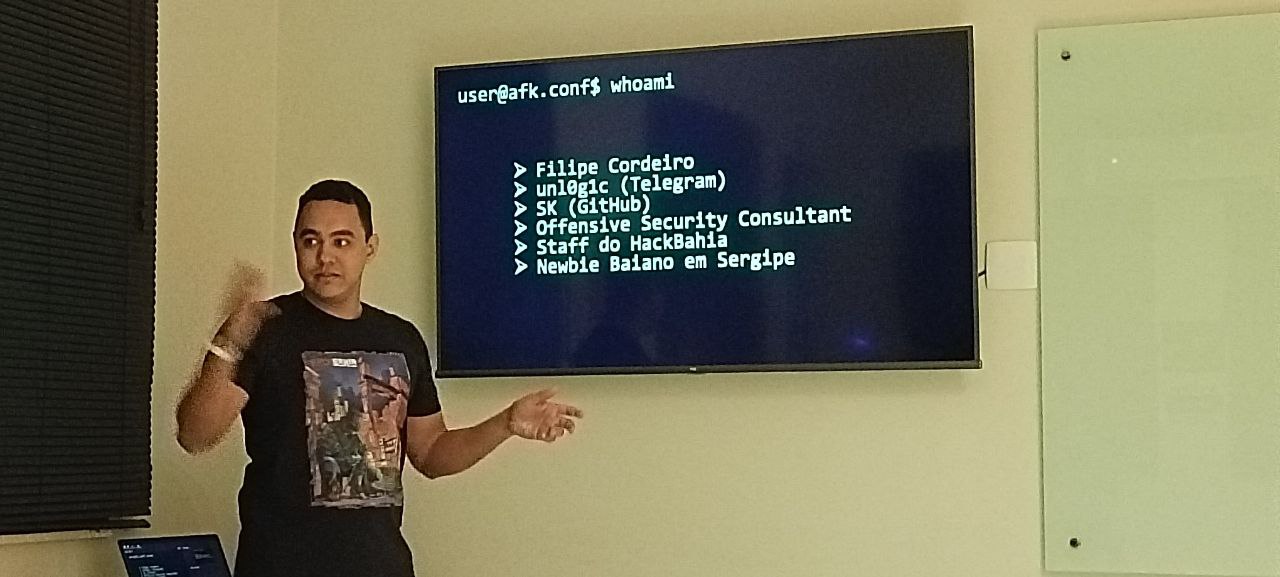 user@afk.conf$ whoami
➤ Filipe Cordeiro
➤ unl0gic (Telegram)
➤ SK (GitHub)
➤ Offensive Security Consultant
➤ Staff do HackBahia
➤ Newbie Baiano em Sergipe